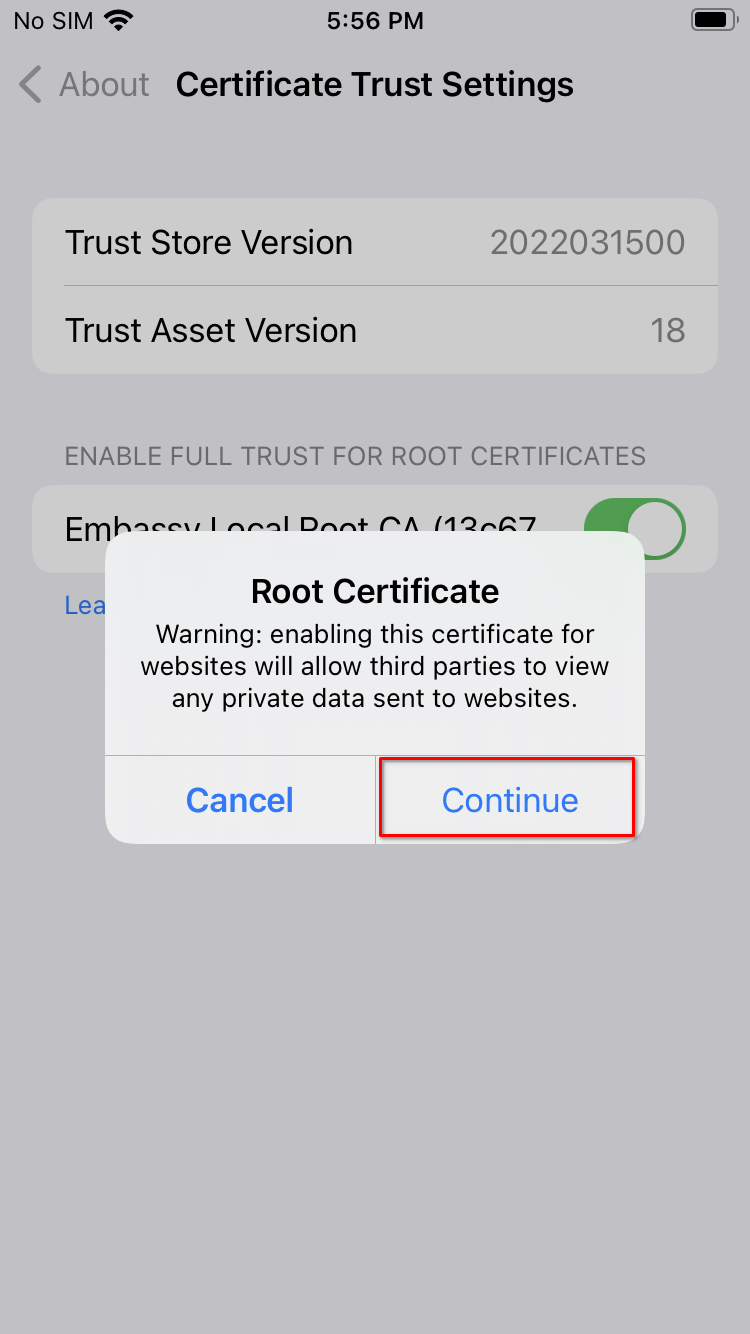 No SIM 5:56 PM
About Certificate Trust Settings
Trust Store Version 2022031500
Trust Asset Version 18
ENABLE FULL TRUST FOR ROOT CERTIFICATES
Embassy Local Root CA (13c67
Lea
Root Certificate
Warning: enabling this certificate for
websites will allow third parties to view
any private data sent to websites.
Cancel Continue